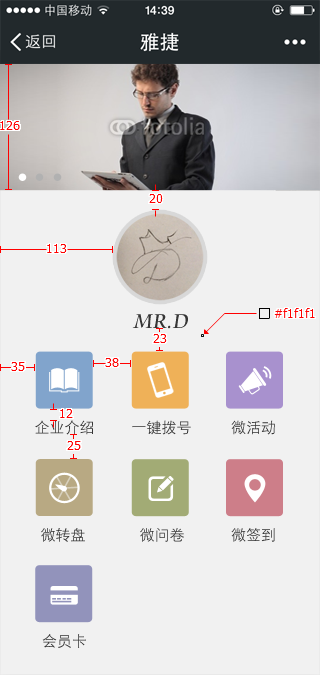 中国移动
14:39
返回
雅捷
126
fotolia
20
113
D
MR.D
#f1f1f1
23
35
38
12
企业介绍
一键拨号
微活动
25
微转盘
微问卷
微签到
会员卡